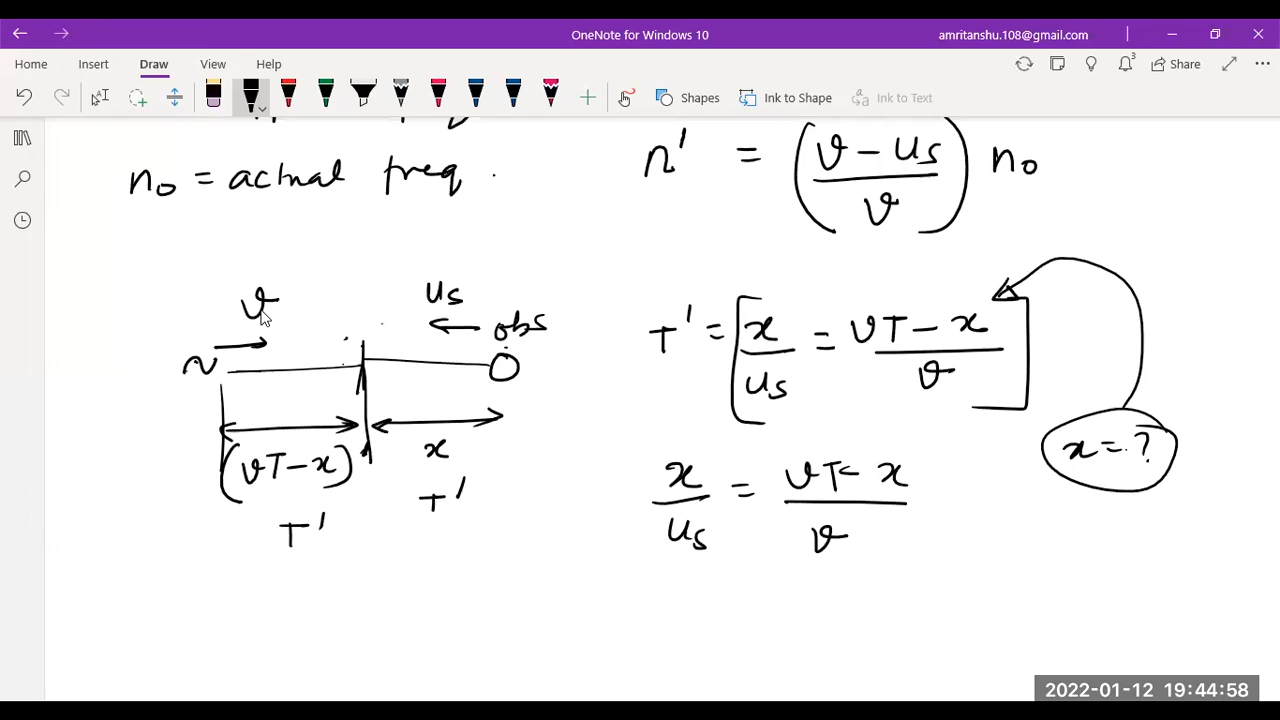 OneNote for Windows 10
amritanshu.108@gmail.com
Home Insert Draw View Help
3
Share
Shapes
Ink to Shape
Ink to Text
n₀ = actual freq.
n' = (v - us / v) n₀
v
us
obs
(vT - x)
x
T'
T'
T' = [x / us = vT - x / v]
x = ?
x / us = vT - x / v
2022-01-12 19:44:58